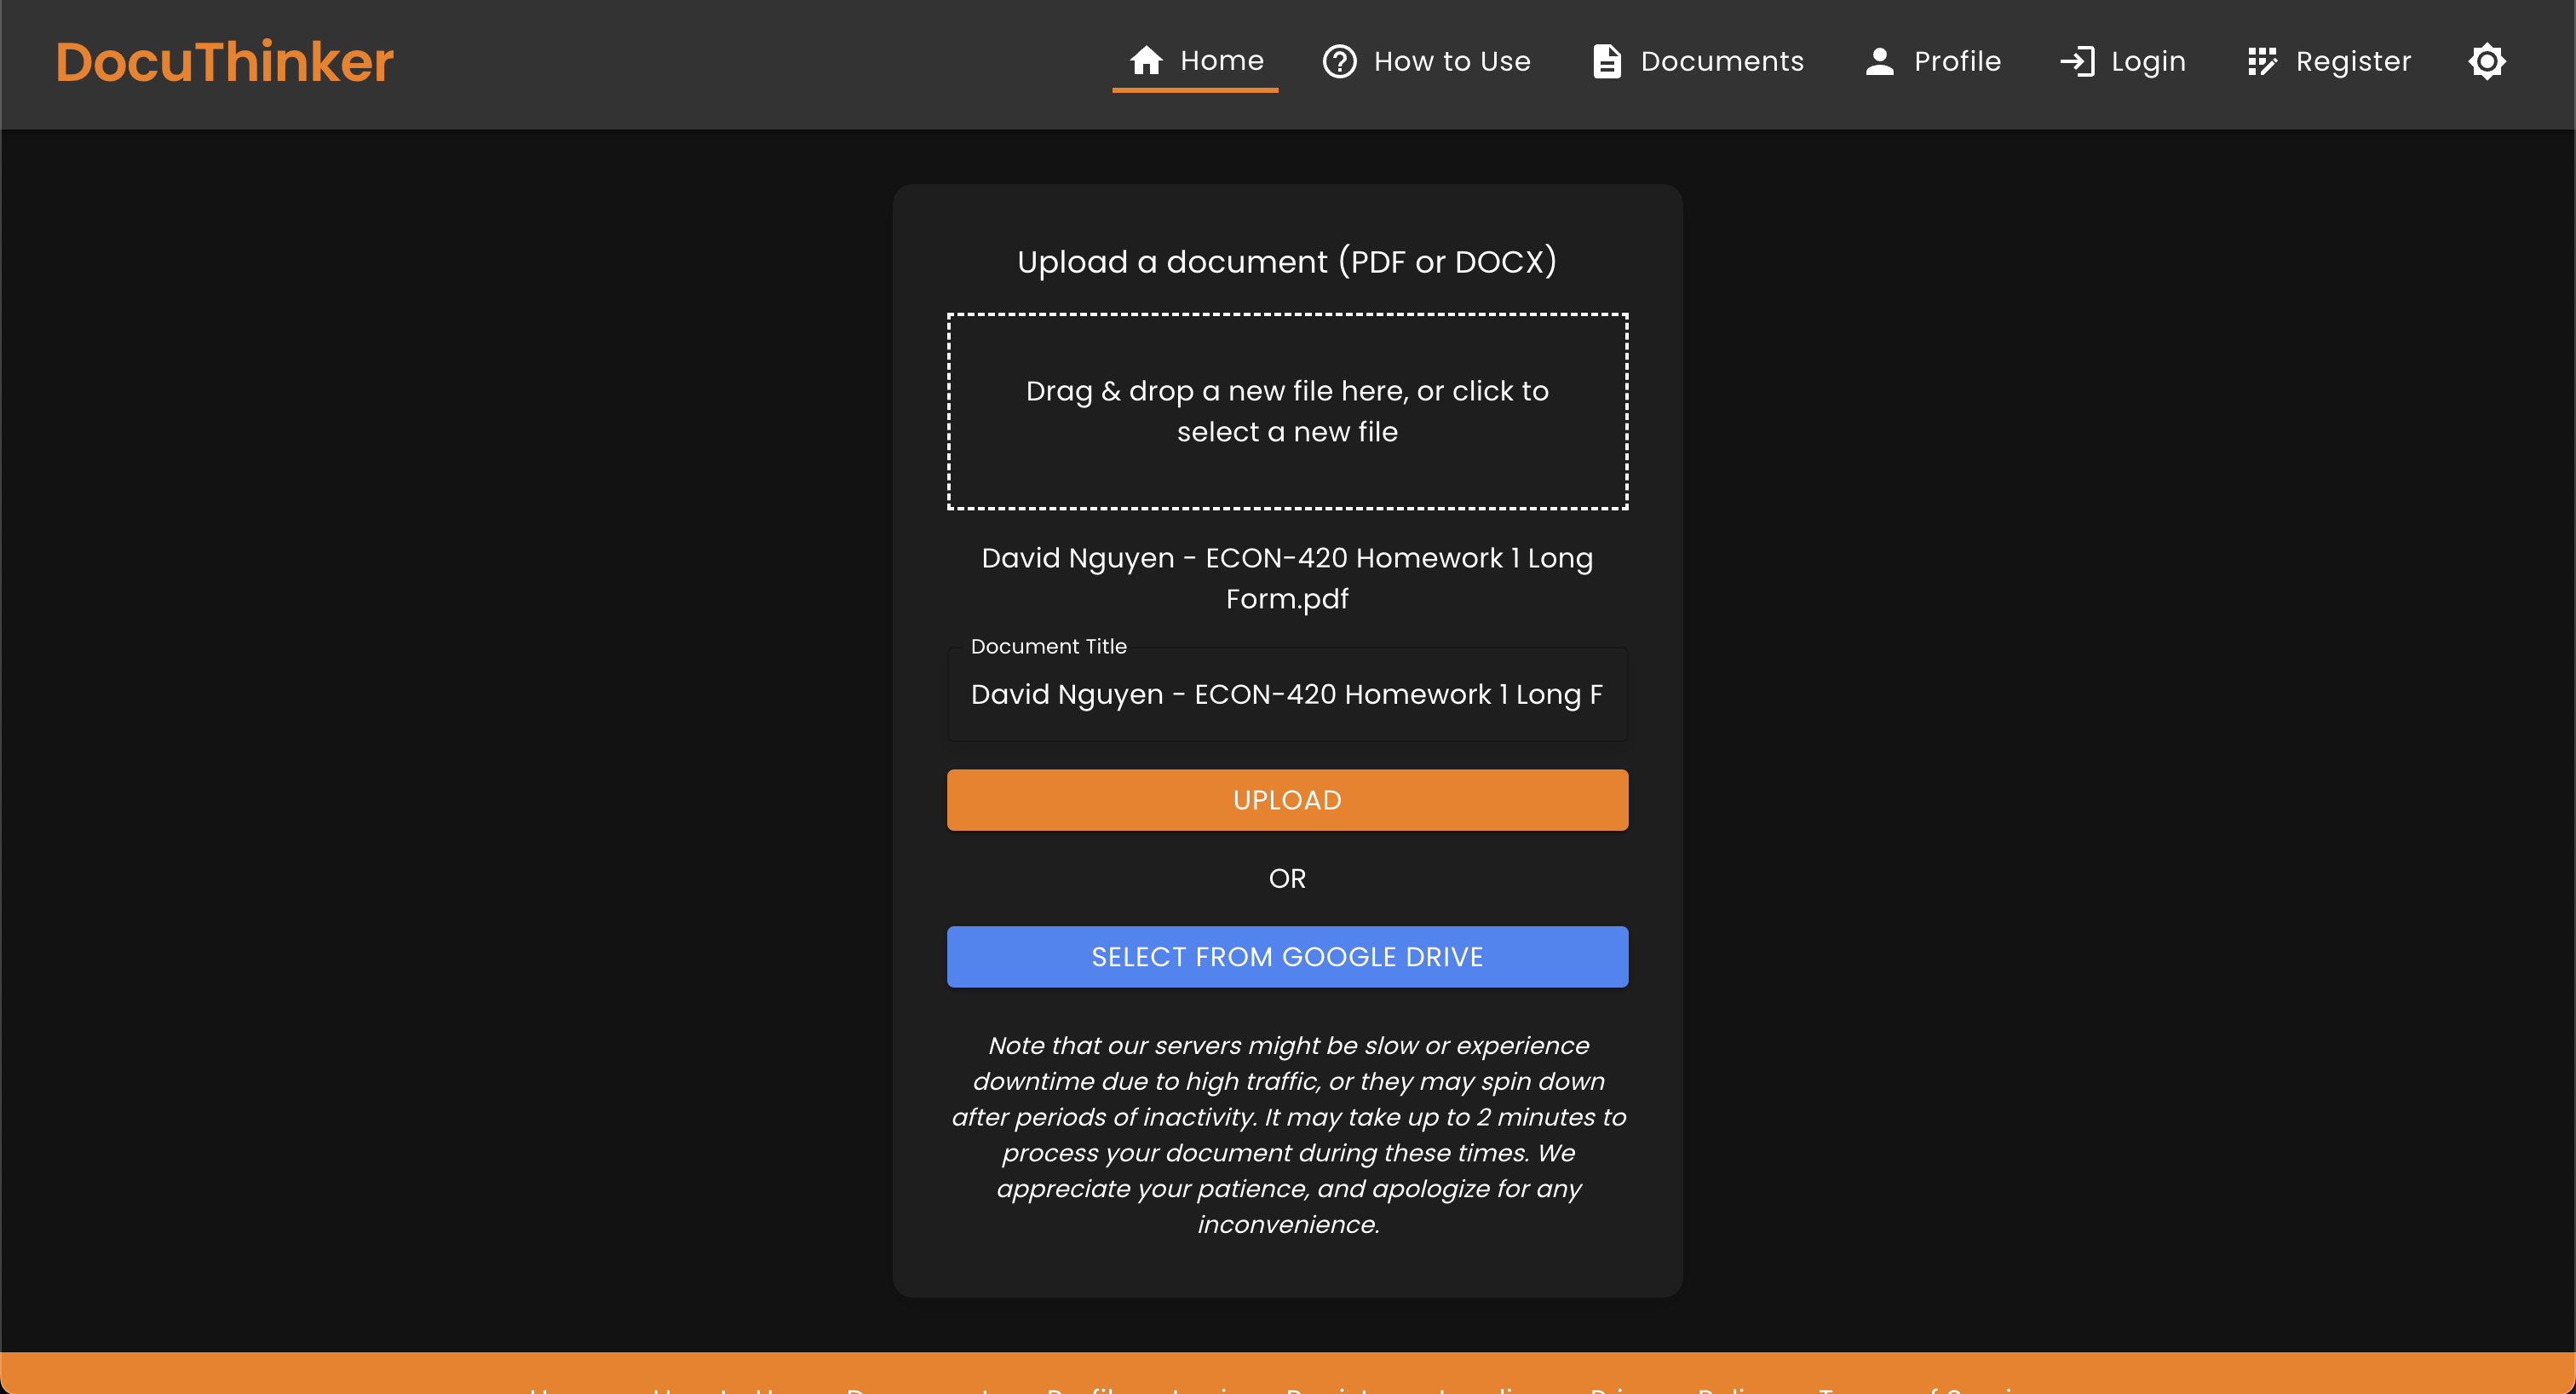 DocuThinker
Home
How to Use
Documents
Profile
Login
Register
Upload a document (PDF or DOCX)
Drag & drop a new file here, or click to
select a new file
David Nguyen - ECON-420 Homework 1 Long
Form.pdf
Document Title
David Nguyen - ECON-420 Homework 1 Long F
UPLOAD
OR
SELECT FROM GOOGLE DRIVE
Note that our servers might be slow or experience
downtime due to high traffic, or they may spin down
after periods of inactivity. It may take up to 2 minutes to
process your document during these times. We
appreciate your patience, and apologize for any
inconvenience.